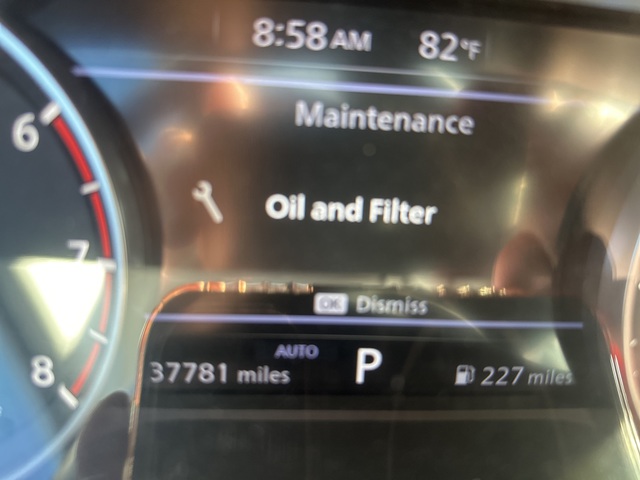 8:58 AM 82°F
Maintenance
6
Oil and Filter
7
OK Dismiss
AUTO
8
37781 miles P 227 miles